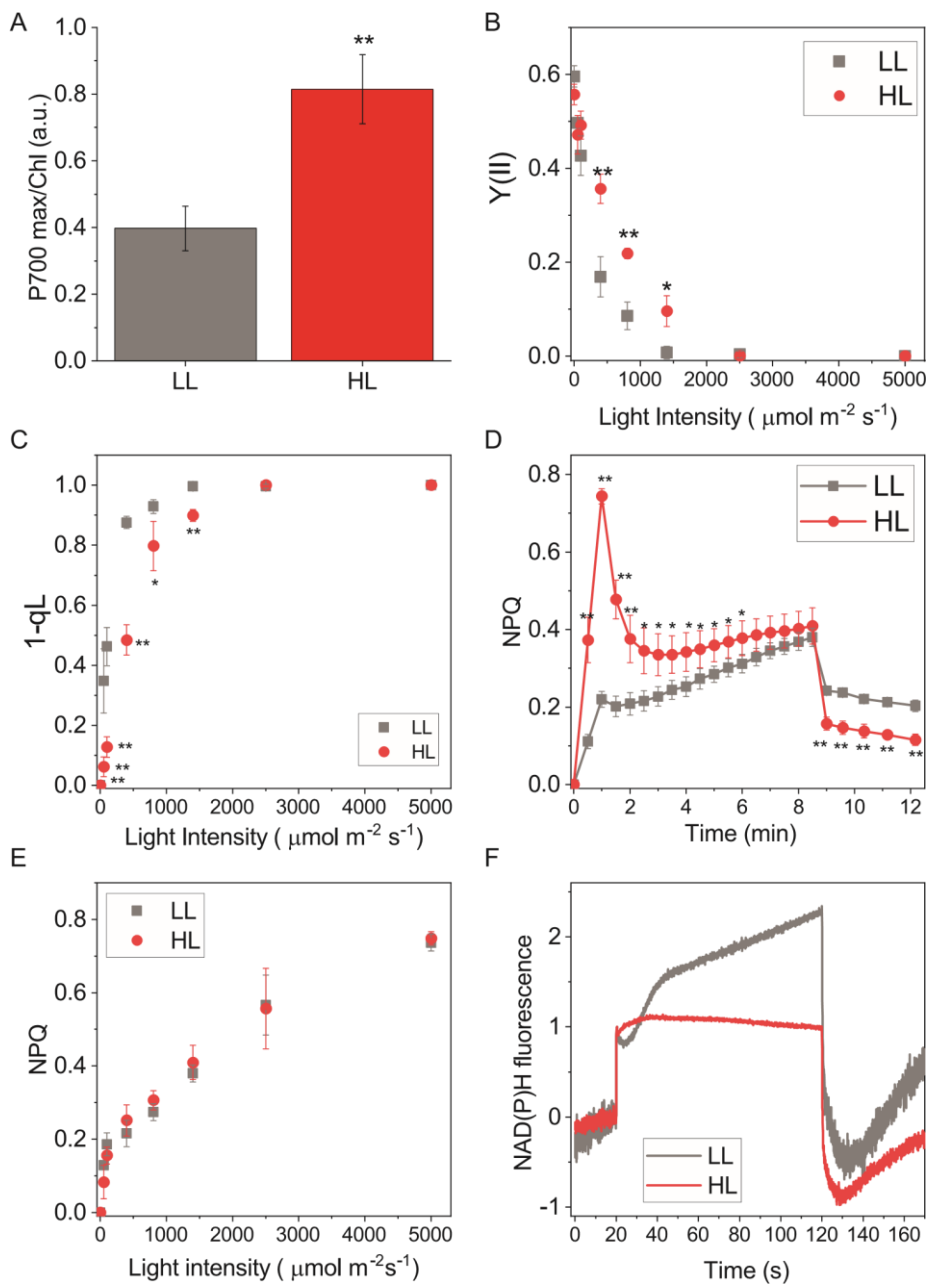 A
P700 max/Chl (a.u.)
1.0
0.8
0.6
0.4
0.2
0.0
**
LL
HL
B
Y(II)
0.6
0.4
0.2
0.0
LL
HL
**
**
*
0 1000 2000 3000 4000 5000
Light Intensity ( μmol m⁻² s⁻¹)
C
1-qL
1.0
0.8
0.6
0.4
0.2
0.0
**
*
**
**
**
**
LL
HL
0 1000 2000 3000 4000 5000
Light Intensity ( μmol m⁻² s⁻¹)
D
NPQ
0.8
0.6
0.4
0.2
0.0
LL
HL
**
**
**
**
* * * * * * * *
** ** ** ** **
0 2 4 6 8 10 12
Time (min)
E
NPQ
0.8
0.6
0.4
0.2
0.0
LL
HL
0 1000 2000 3000 4000 5000
Light intensity ( μmol m⁻² s⁻¹)
F
NAD(P)H fluorescence
2
1
0
-1
LL
HL
0 20 40 60 80 100 120 140 160
Time (s)